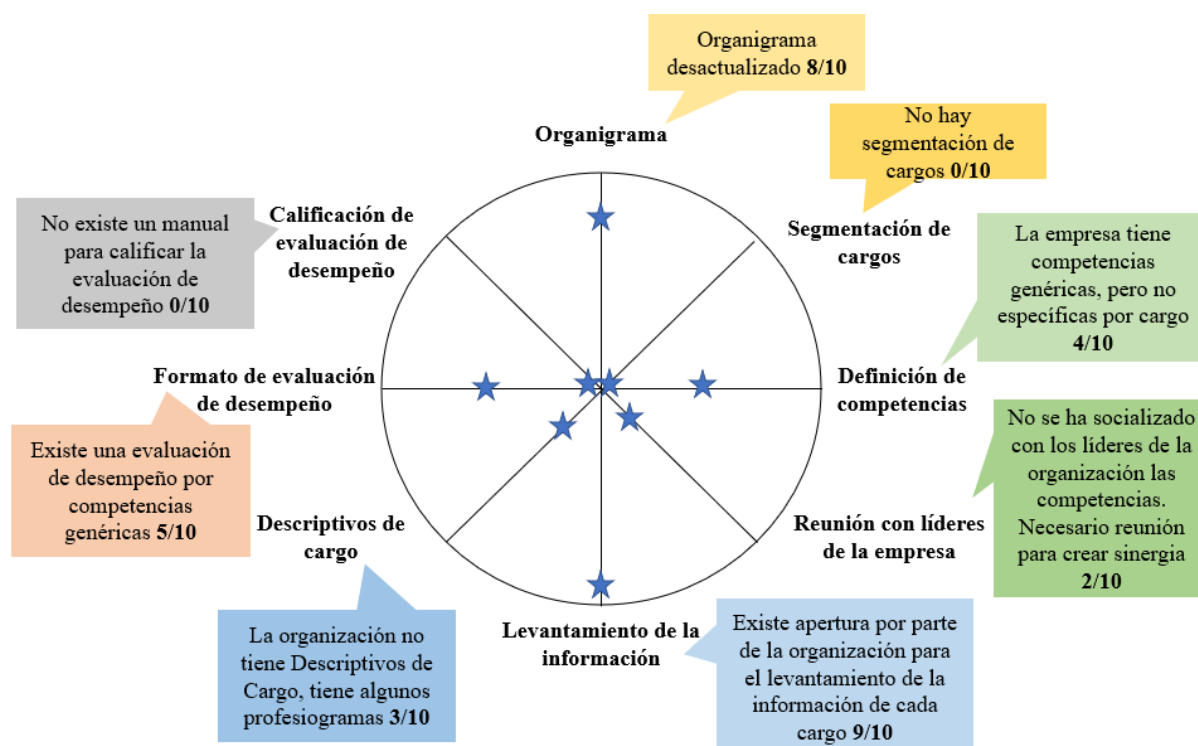 Organigrama
desactualizado 8/10
Organigrama
No hay
segmentación de
cargos 0/10
Segmentación de
cargos
La empresa tiene
competencias
genéricas, pero no
específicas por cargo
4/10
Definición de
competencias
No se ha socializado
con los líderes de la
organización las
competencias.
Necesario reunión
para crear sinergia
2/10
Reunión con líderes
de la empresa
Existe apertura por parte
de la organización para
el levantamiento de la
información de cada
cargo 9/10
Levantamiento de la
información
La organización no
tiene Descriptivos de
Cargo, tiene algunos
profesiogramas 3/10
Descriptivos de
cargo
Existe una evaluación
de desempeño por
competencias
genéricas 5/10
Formato de evaluación
de desempeño
No existe un manual
para calificar la
evaluación de
desempeño 0/10
Calificación de
evaluación de
desempeño